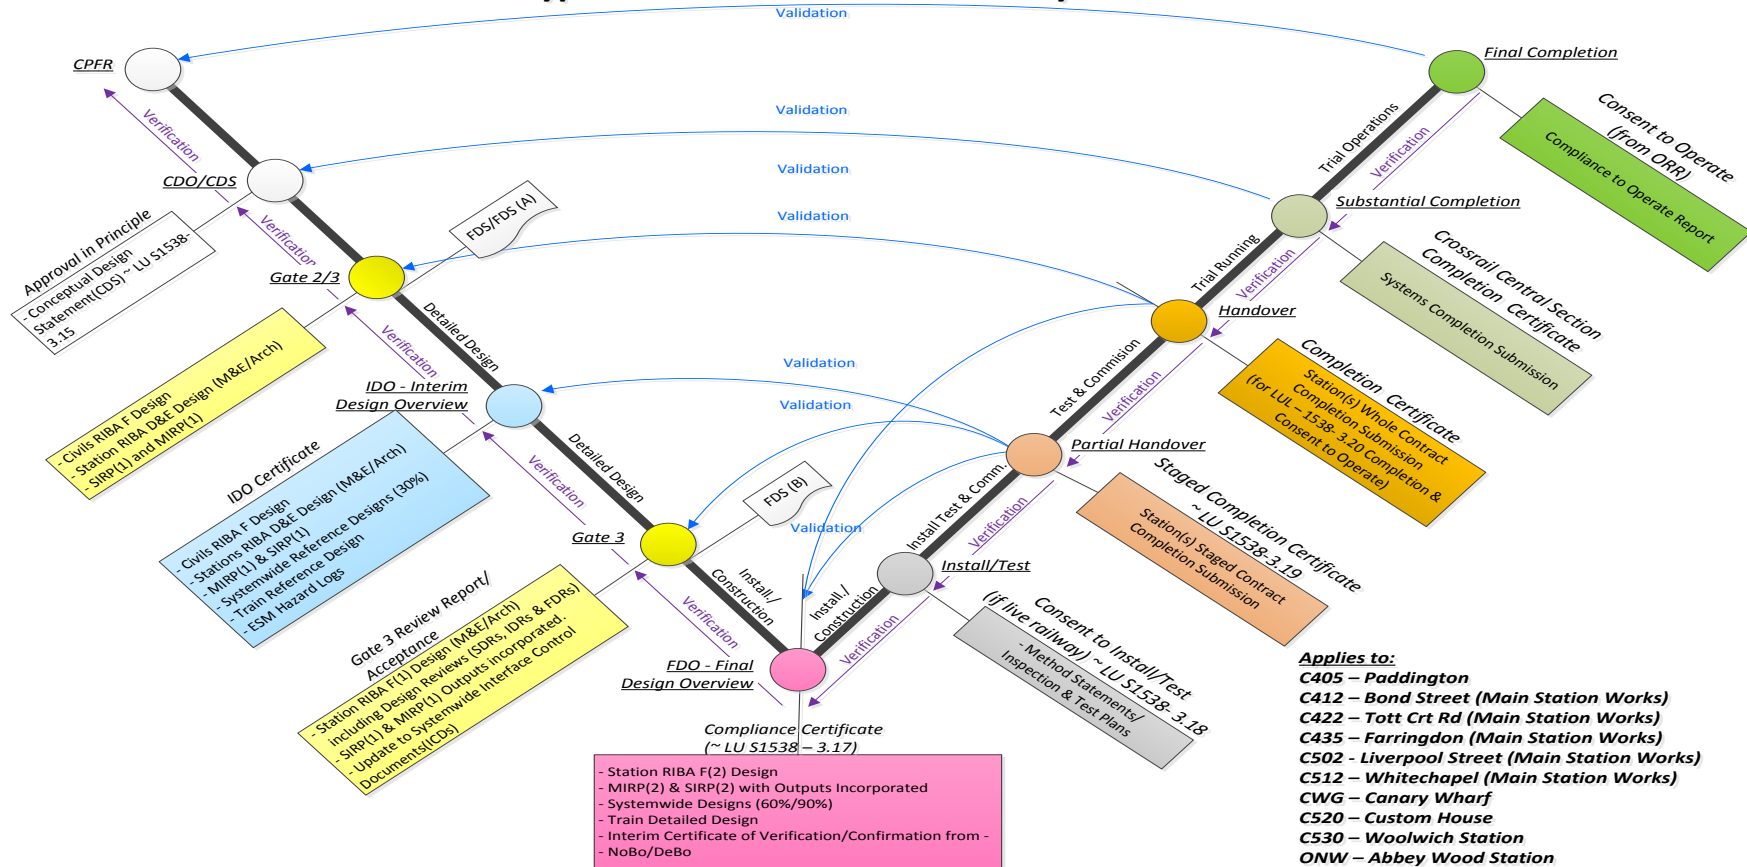 Validation
CPFR
Final Completion
Verification
Validation
Trial Operations
Verification
Consent to Operate
(from ORR)
Compliance to Operate Report
Validation
CDO/CDS
Substantial Completion
Approval in Principle
- Conceptual Design
Statement(CDS) ~ LU S1538-
3.15
Verification
FDS/FDS (A)
Validation
Trial Running
Verification
Crossrail Central Section
Completion Certificate
Systems Completion Submission
Gate 2/3
Handover
- Civils RIBA F Design
- Station RIBA D&E Design (M&E/Arch)
- SIRP(1) and MIRP(1)
Detailed Design
Verification
Validation
Test & Commision
Verification
Completion Certificate
Station(s) Whole Contract
Completion Submission
(for LUL – 1538- 3.20 Completion &
Consent to Operate)
IDO - Interim
Design Overview
Validation
Partial Handover
IDO Certificate
- Civils RIBA F Design
- Stations RIBA D&E Design (M&E/Arch)
- MIRP(1) & SIRP(1)
- Systemwide Reference Designs (30%)
- Train Reference Design
- ESM Hazard Logs
Detailed Design
Verification
FDS (B)
Validation
Install Test & Comm.
Verification
Staged Completion Certificate
~ LU S1538-3.19
Station(s) Staged Contract
Completion Submission
Gate 3
Install/Test
Gate 3 Review Report/
Acceptance
- Station RIBA F(1) Design (M&E/Arch)
including Design Reviews (SDRs, IDRs & FDRs)
- SIRP(1) & MIRP(1) Outputs incorporated.
- Update to Systemwide Interface Control
Documents(ICDs)
Install./
Construction
Verification
Install./
Construction
Verification
Consent to Install/Test
(if live railway) ~ LU S1538- 3.18
- Method Statements/
Inspection & Test Plans
FDO - Final
Design Overview
Compliance Certificate
(~ LU S1538 – 3.17)
- Station RIBA F(2) Design
- MIRP(2) & SIRP(2) with Outputs Incorporated
- Systemwide Designs (60%/90%)
- Train Detailed Design
- Interim Certificate of Verification/Confirmation from -
- NoBo/DeBo
Applies to:
C405 – Paddington
C412 – Bond Street (Main Station Works)
C422 – Tott Crt Rd (Main Station Works)
C435 – Farringdon (Main Station Works)
C502 - Liverpool Street (Main Station Works)
C512 – Whitechapel (Main Station Works)
CWG – Canary Wharf
C520 – Custom House
C530 – Woolwich Station
ONW – Abbey Wood Station